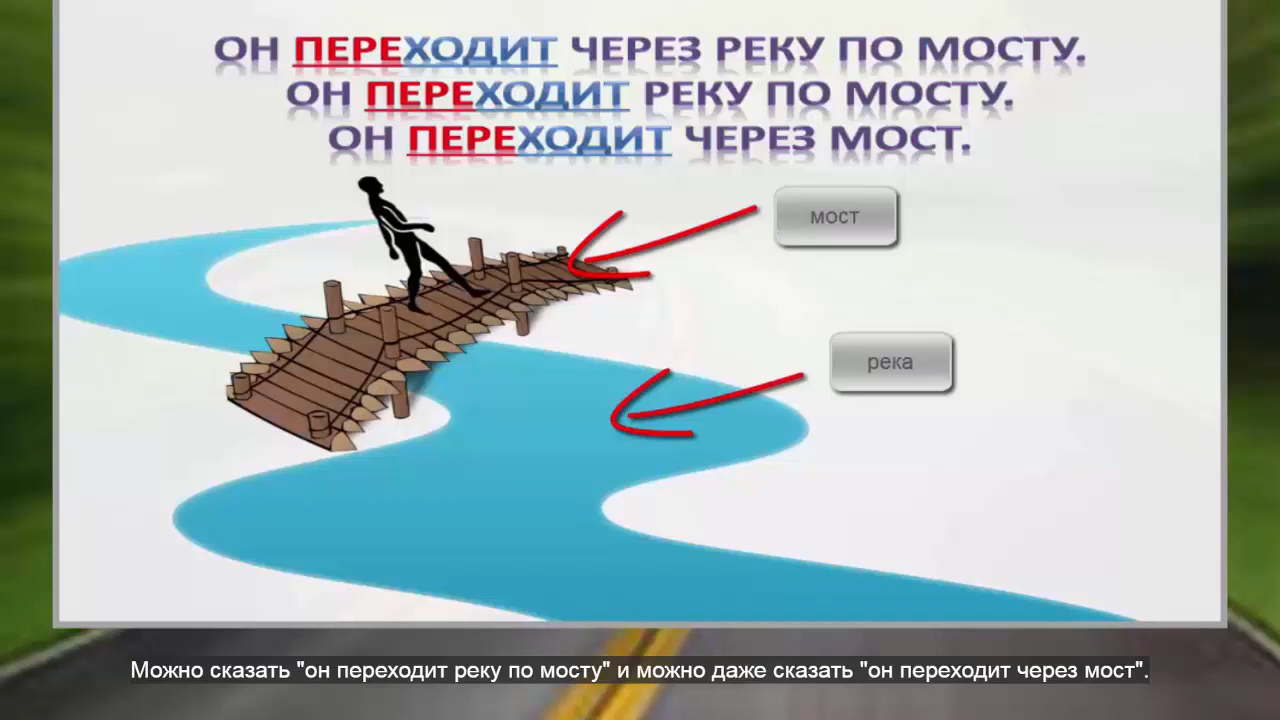 ОН ПЕРЕХОДИТ ЧЕРЕЗ РЕКУ ПО МОСТУ.
ОН ПЕРЕХОДИТ РЕКУ ПО МОСТУ.
ОН ПЕРЕХОДИТ ЧЕРЕЗ МОСТ.
мост
река
Можно сказать "он переходит реку по мосту" и можно даже сказать "он переходит через мост".